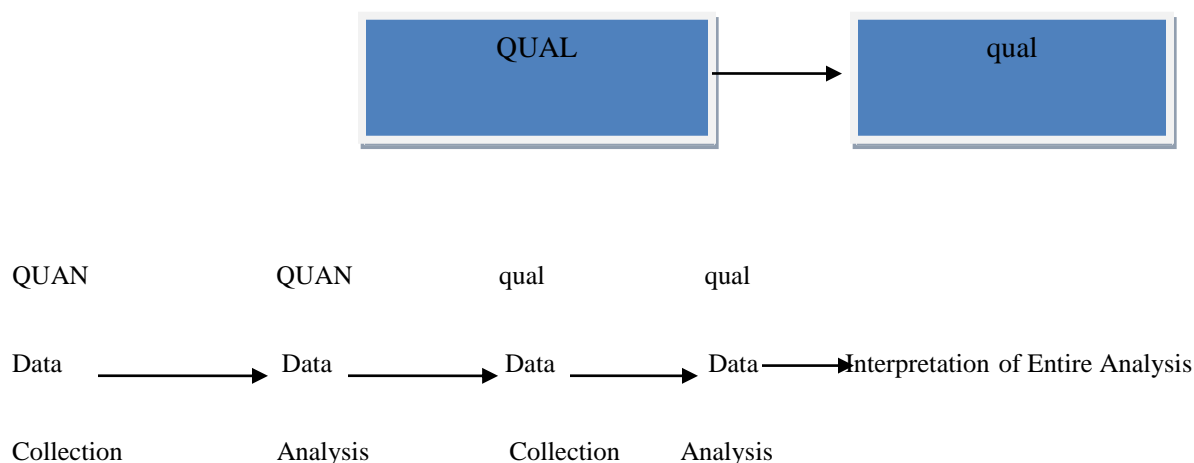 QUAL qual
QUAN QUAN qual qual
Data Data Data Data Interpretation of Entire Analysis
Collection Analysis Collection Analysis